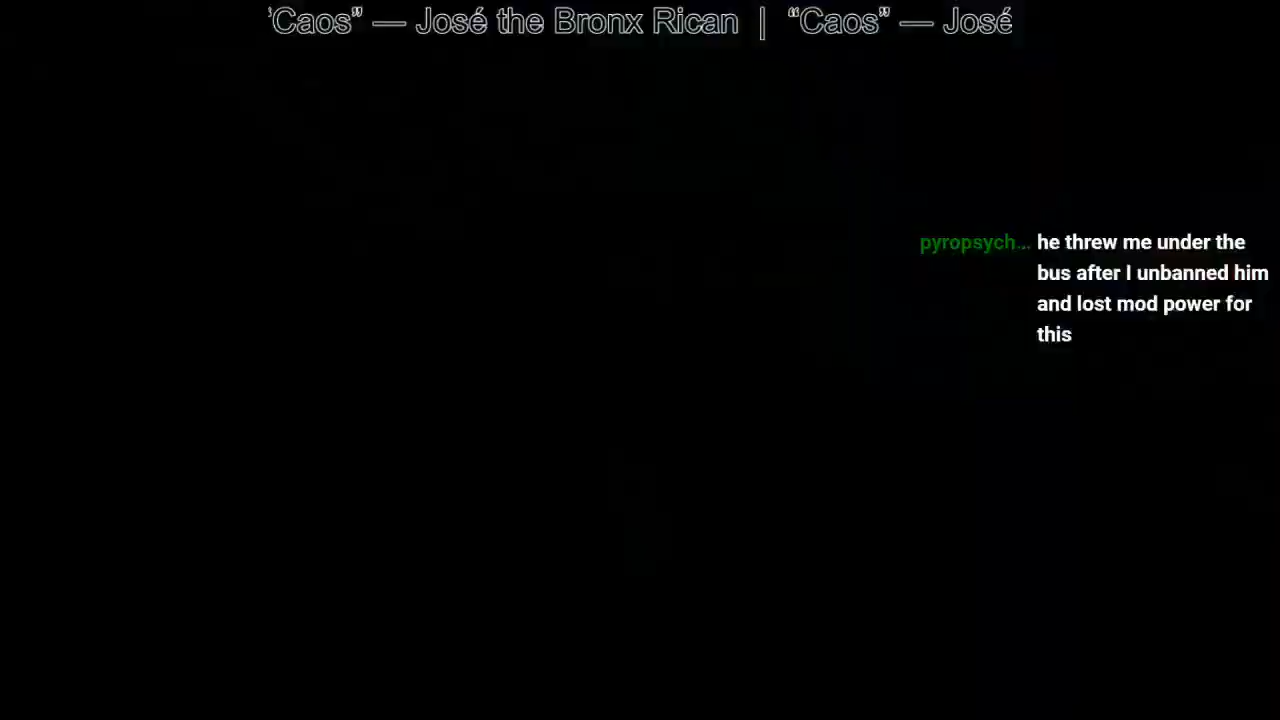 “Caos” — José the Bronx Rican | “Caos” — José
pyropsych... he threw me under the
bus after I unbanned him
and lost mod power for
this